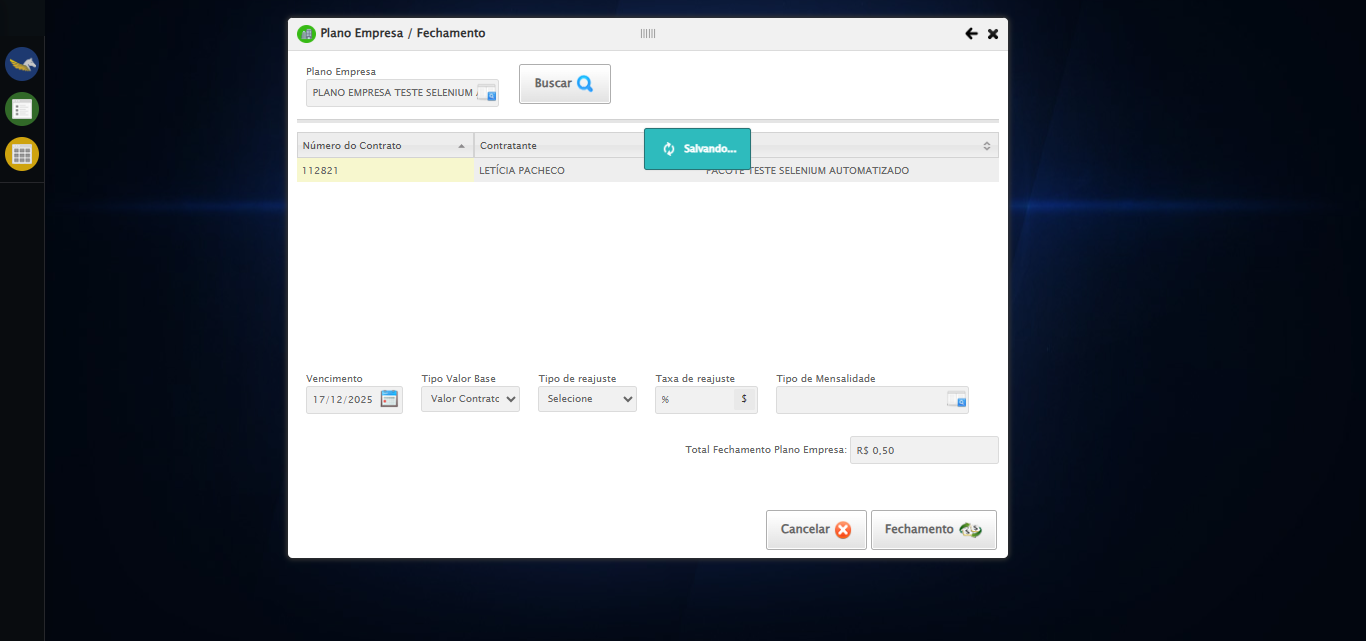 Plano Empresa / Fechamento
Plano Empresa
PLANO EMPRESA TESTE SELENIUM
Buscar
Número do Contrato
Contratante
Salvando...
112821
LETÍCIA PACHECO
PACOTE TESTE SELENIUM AUTOMATIZADO
Vencimento
Tipo Valor Base
Tipo de reajuste
Taxa de reajuste
Tipo de Mensalidade
17/12/2025
Valor Contrato
Selecione
%
$
Total Fechamento Plano Empresa:
R$ 0,50
Cancelar
Fechamento